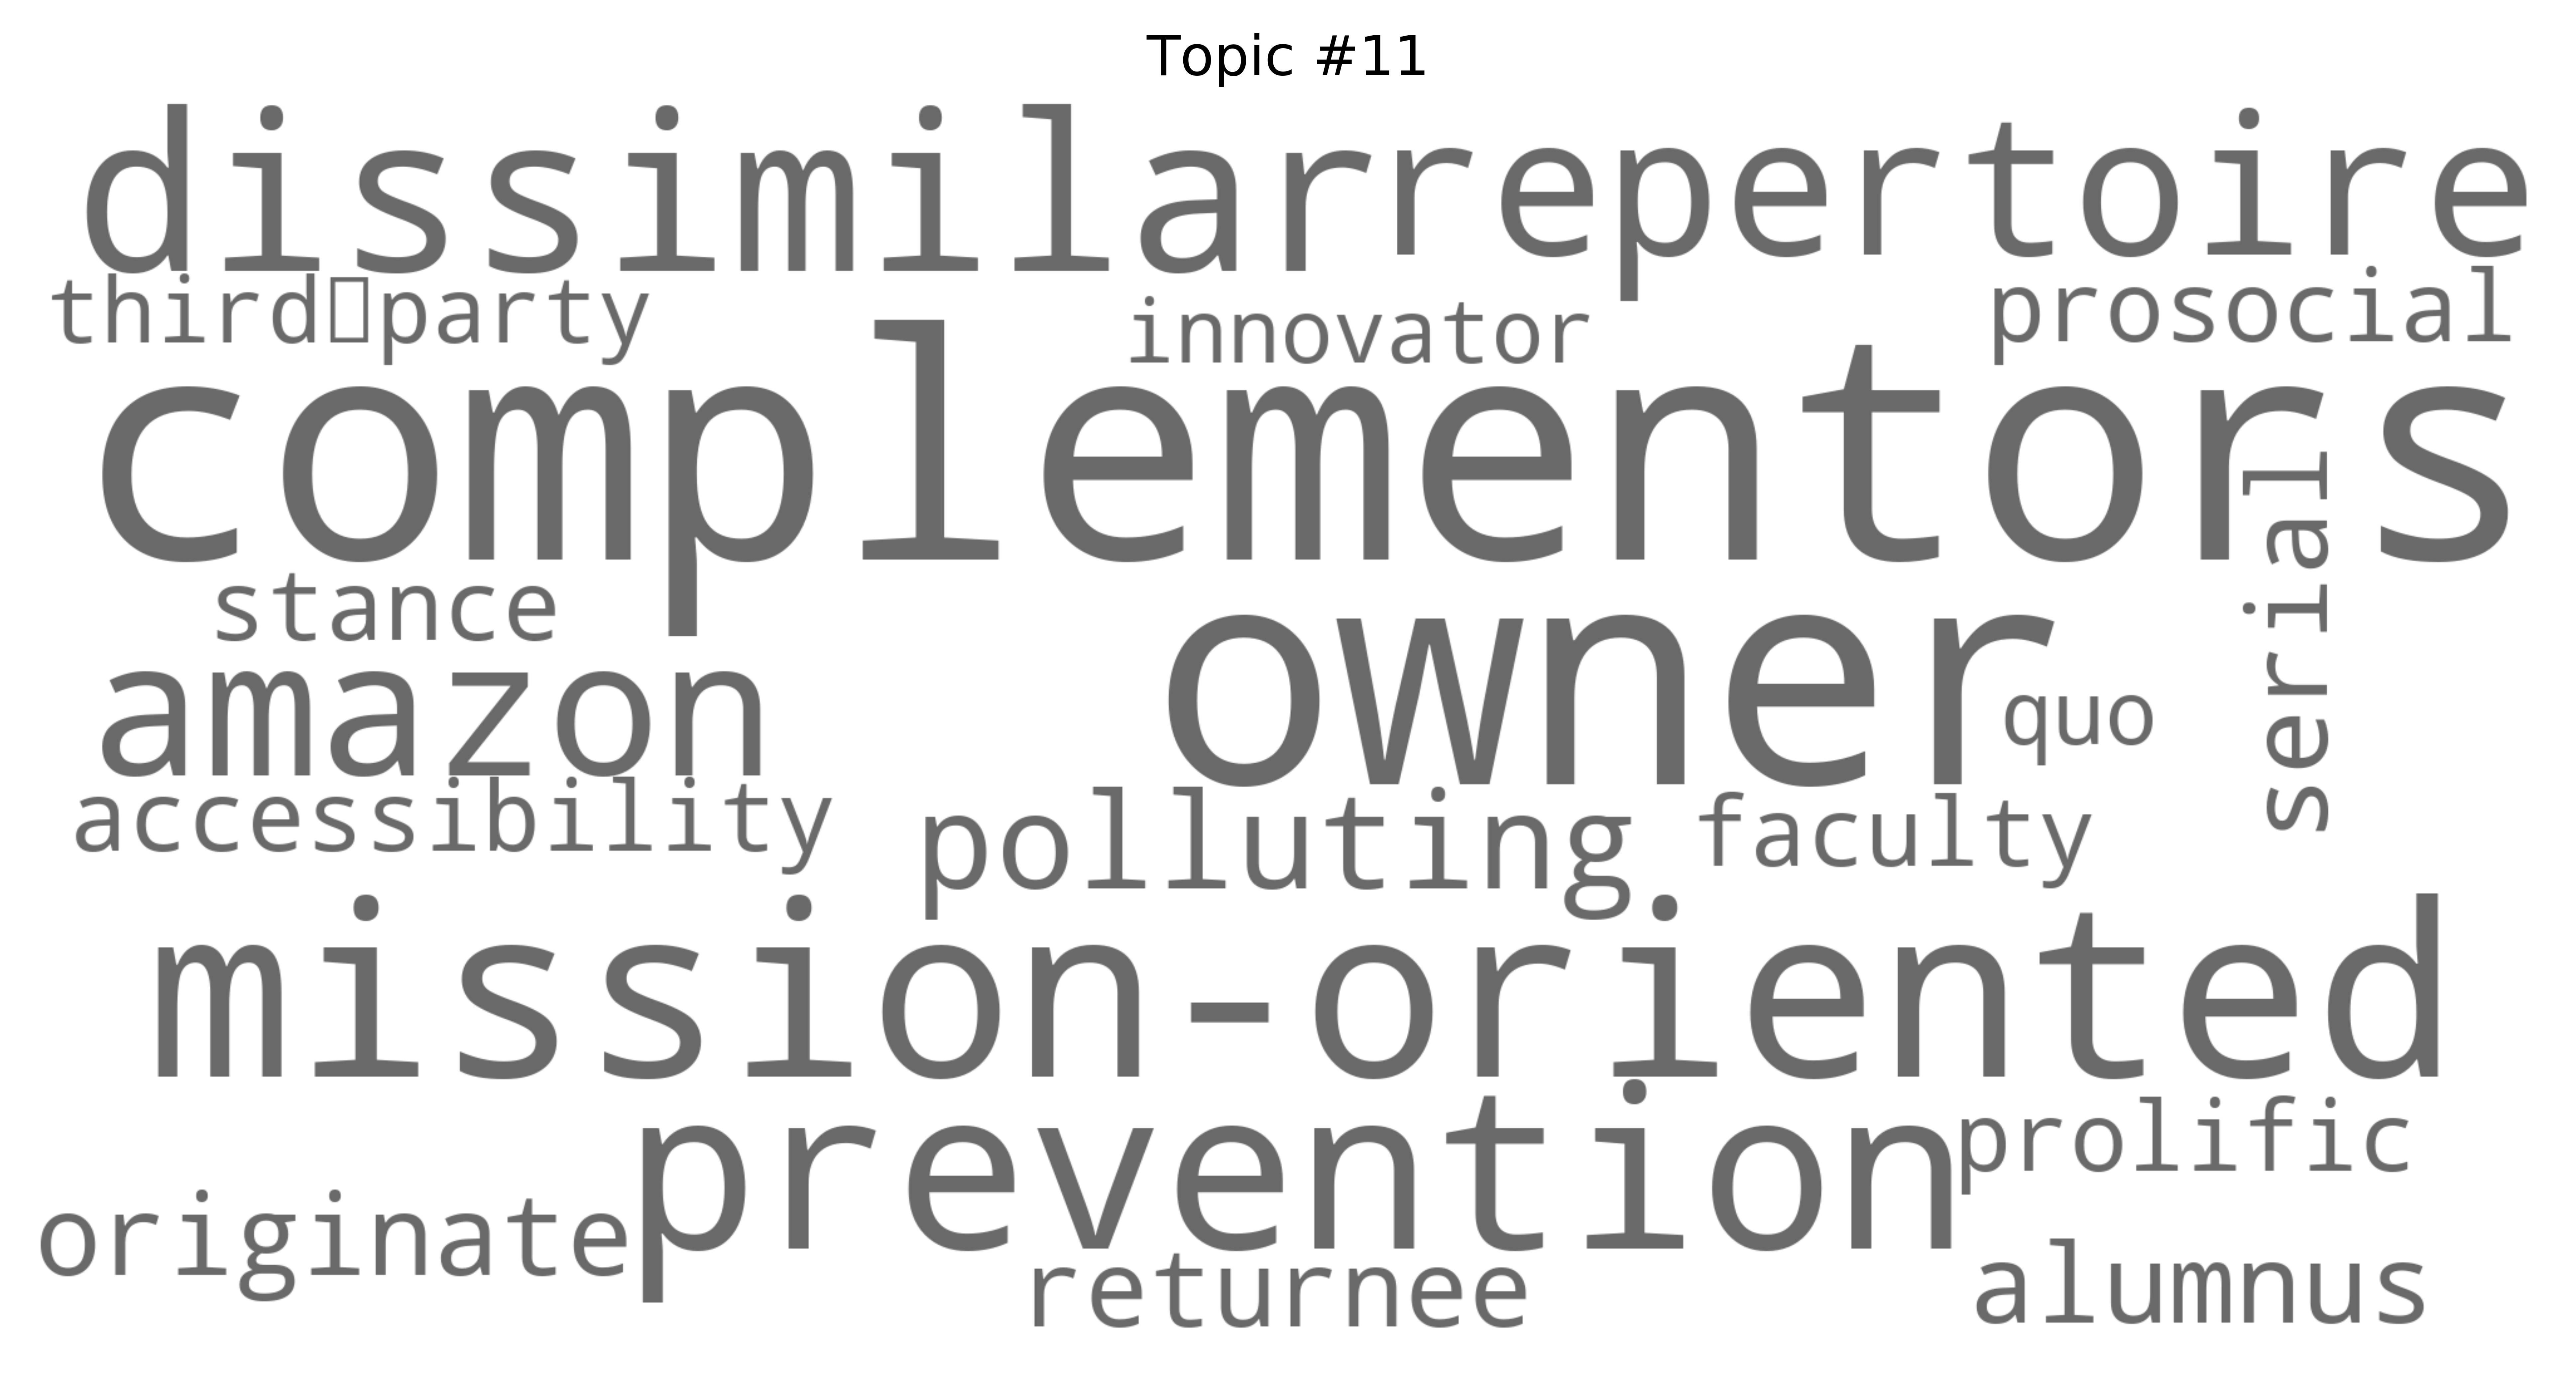 Topic #11
dissimilar repertoire
third▯party innovator prosocial
complementors
serial
stance
owner
amazon quo
accessibility polluting faculty
mission-oriented
prevention prolific
originate
returnee alumnus